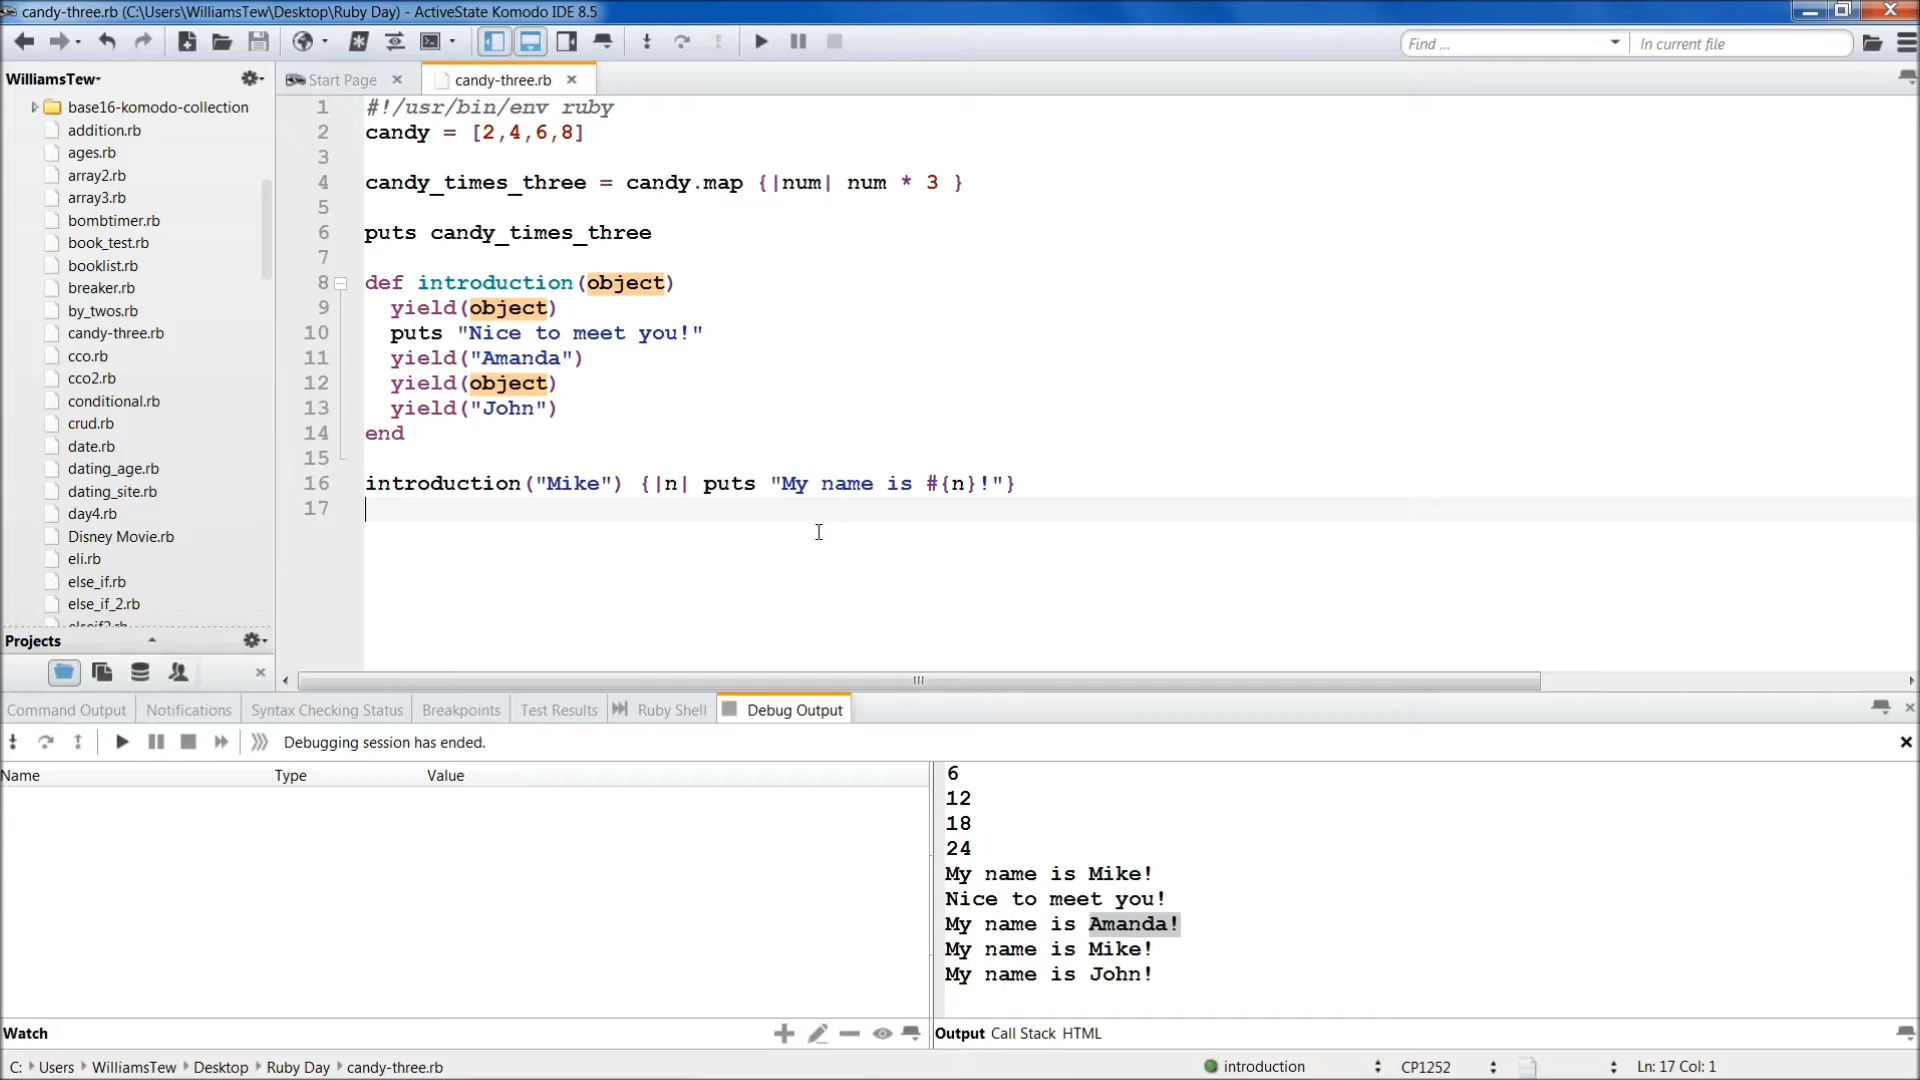 candy-three.rb (C:\Users\WilliamsTew\Desktop\Ruby Day) - ActiveState Komodo IDE 8.5
Find ...
In current file
WilliamsTew
Start Page
candy-three.rb
base16-komodo-collection
addition.rb
ages.rb
array2.rb
array3.rb
bombtimer.rb
book_test.rb
booklist.rb
breaker.rb
by_twos.rb
candy-three.rb
cco.rb
cco2.rb
conditional.rb
crud.rb
date.rb
dating_age.rb
dating_site.rb
day4.rb
Disney Movie.rb
eli.rb
else_if.rb
else_if_2.rb
Projects
1 #!/usr/bin/env ruby
2 candy = [2,4,6,8]
3
4 candy_times_three = candy.map {|num| num * 3 }
5
6 puts candy_times_three
7
8 def introduction(object)
9 yield(object)
10 puts "Nice to meet you!"
11 yield("Amanda")
12 yield(object)
13 yield("John")
14 end
15
16 introduction("Mike") {|n| puts "My name is #{n}!"}
17
Command Output
Notifications
Syntax Checking Status
Breakpoints
Test Results
Ruby Shell
Debug Output
Debugging session has ended.
Name Type Value
6
12
18
24
My name is Mike!
Nice to meet you!
My name is Amanda!
My name is Mike!
My name is John!
Watch
Output Call Stack HTML
C: Users WilliamsTew Desktop Ruby Day candy-three.rb
introduction
CP1252
Ln: 17 Col: 1